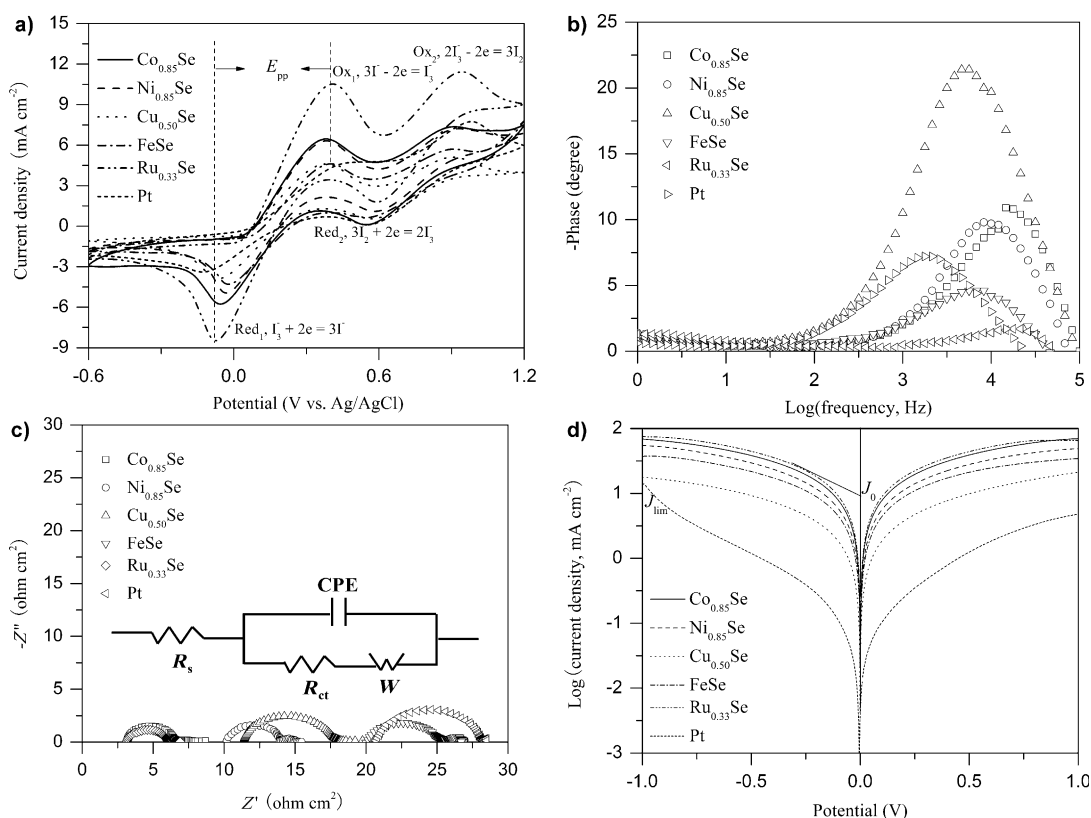 a)
15
12
9
6
3
0
-3
-6
-9
-0.6
0.0
0.6
1.2
Current density (mA cm-2)
Potential (V vs. Ag/AgCl)
Co0.85Se
Ni0.85Se
Cu0.50Se
FeSe
Ru0.33Se
Pt
Epp
Ox2, 2I3- - 2e = 3I2
Ox1, 3I- - 2e = I3-
Red2, 3I2 + 2e = 2I3-
Red1, I3- + 2e = 3I-
b)
25
20
15
10
5
0
0
1
2
3
4
5
-Phase (degree)
Log(frequency, Hz)
Co0.85Se
Ni0.85Se
Cu0.50Se
FeSe
Ru0.33Se
Pt
c)
30
25
20
15
10
5
0
0
5
10
15
20
25
30
-Z" (ohm cm2)
Z' (ohm cm2)
Co0.85Se
Ni0.85Se
Cu0.50Se
FeSe
Ru0.33Se
Pt
CPE
Rs
Rct
W
d)
2
1
0
-1
-2
-3
-1.0
-0.5
0.0
0.5
1.0
Log (current density, mA cm-2)
Potential (V)
J0
Jlim
Co0.85Se
Ni0.85Se
Cu0.50Se
FeSe
Ru0.33Se
Pt